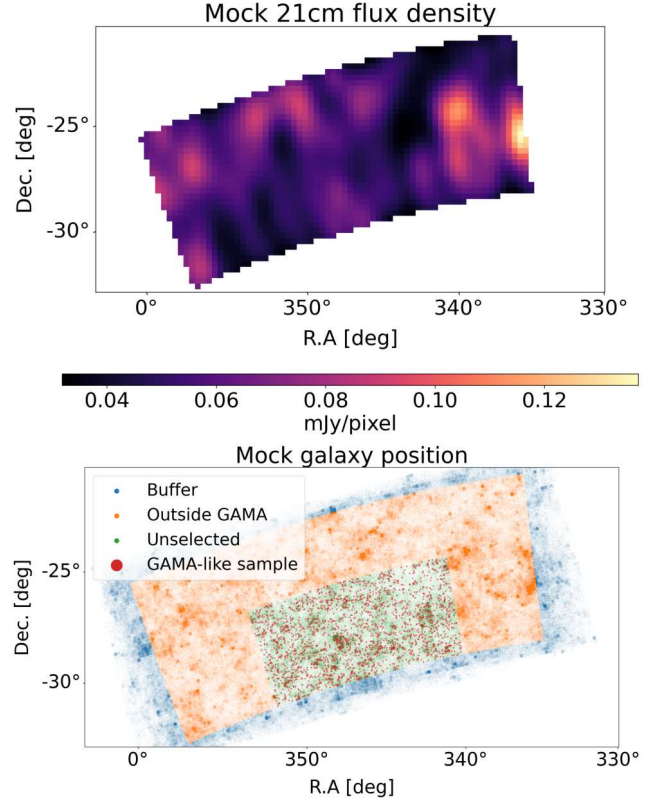 Mock 21cm flux density
Dec. [deg]
-25°
-30°
0° 350° 340° 330°
R.A [deg]
0.04 0.06 0.08 0.10 0.12
mJy/pixel
Mock galaxy position
Buffer
Outside GAMA
Unselected
GAMA-like sample
Dec. [deg]
-25°
-30°
0° 350° 340° 330°
R.A [deg]